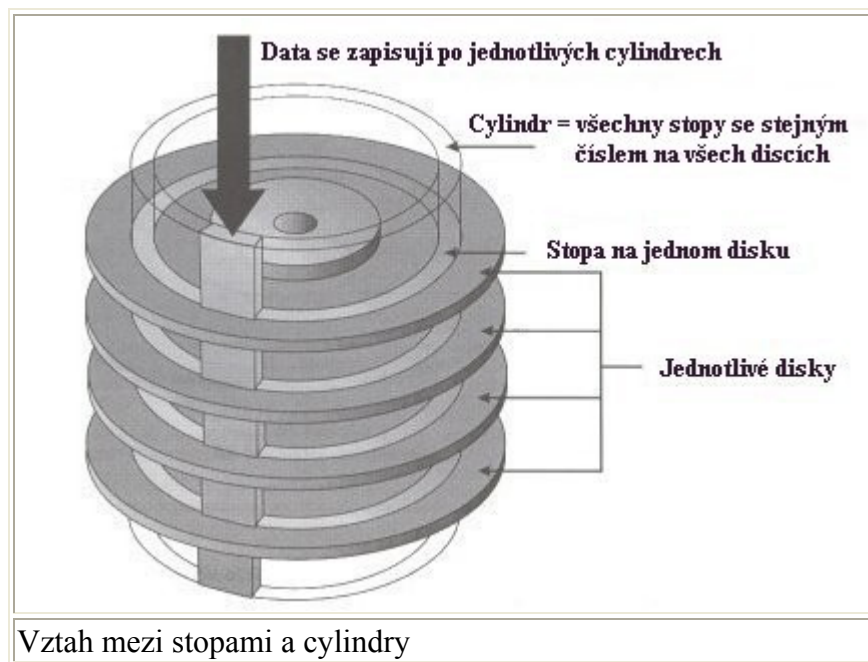 Data se zapisují po jednotlivých cylindrech
Cylindr = všechny stopy se stejným
číslem na všech discích
Stopa na jednom disku
Jednotlivé disky
Vztah mezi stopami a cylindry